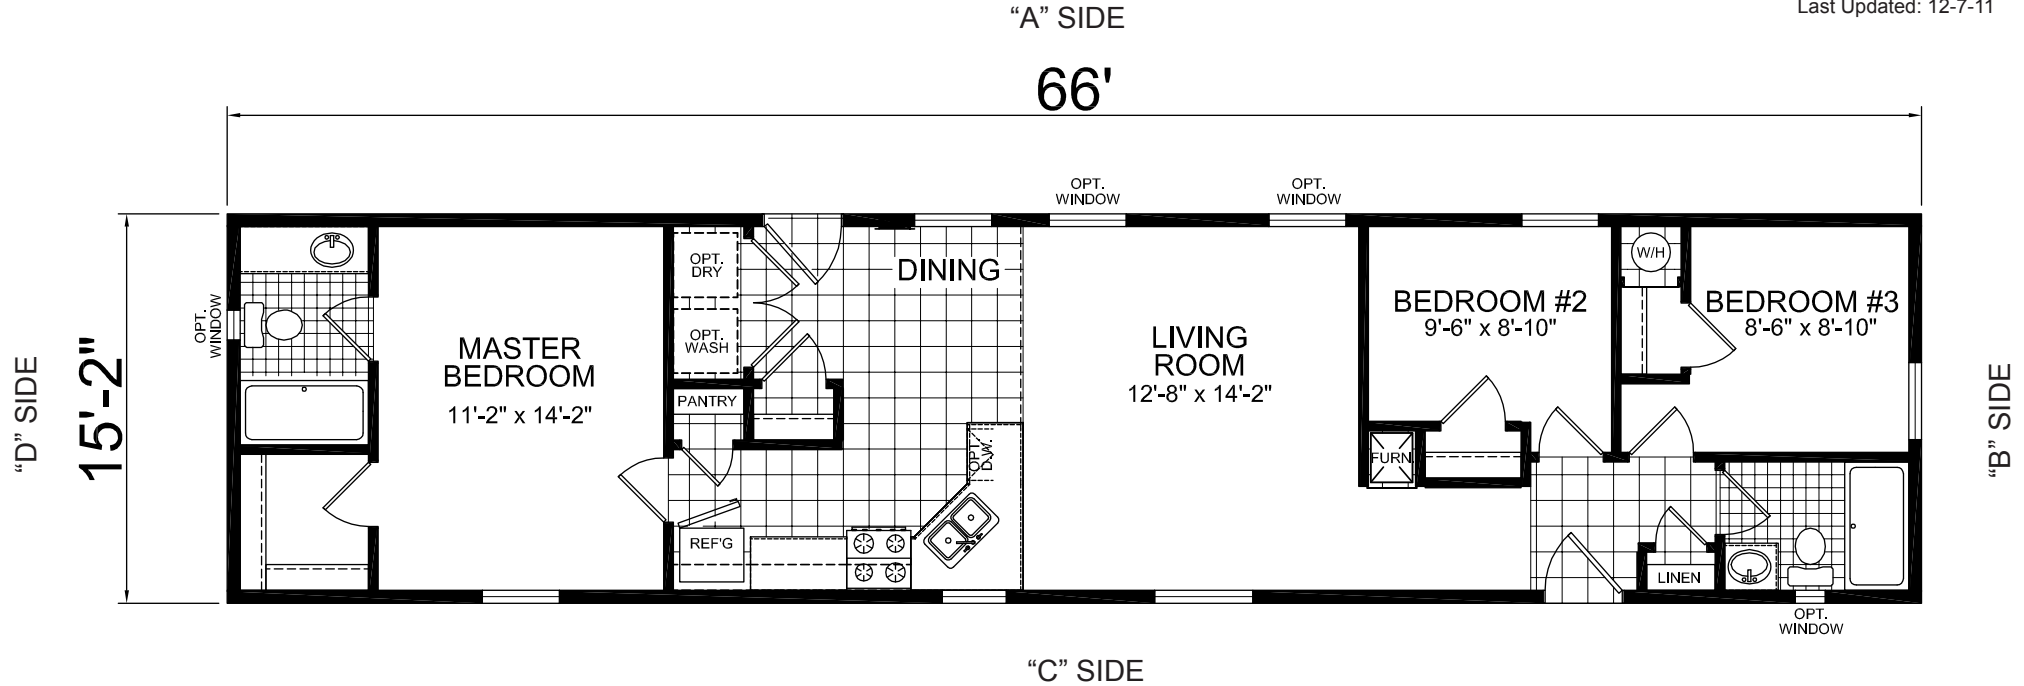 Last Updated: 12-7-11
“A” SIDE
66'
OPT.
WINDOW
OPT.
WINDOW
OPT.
DRY
DINING
W/H
BEDROOM #2
9'-6" x 8'-10"
BEDROOM #3
8'-6" x 8'-10"
OPT.
WINDOW
OPT.
WASH
LIVING
ROOM
12'-8" x 14'-2"
MASTER
BEDROOM
11'-2" x 14'-2"
15'-2"
“D” SIDE
“B” SIDE
PANTRY
OPT.
D.W.
FURN
REF'G
LINEN
OPT.
WINDOW
“C” SIDE